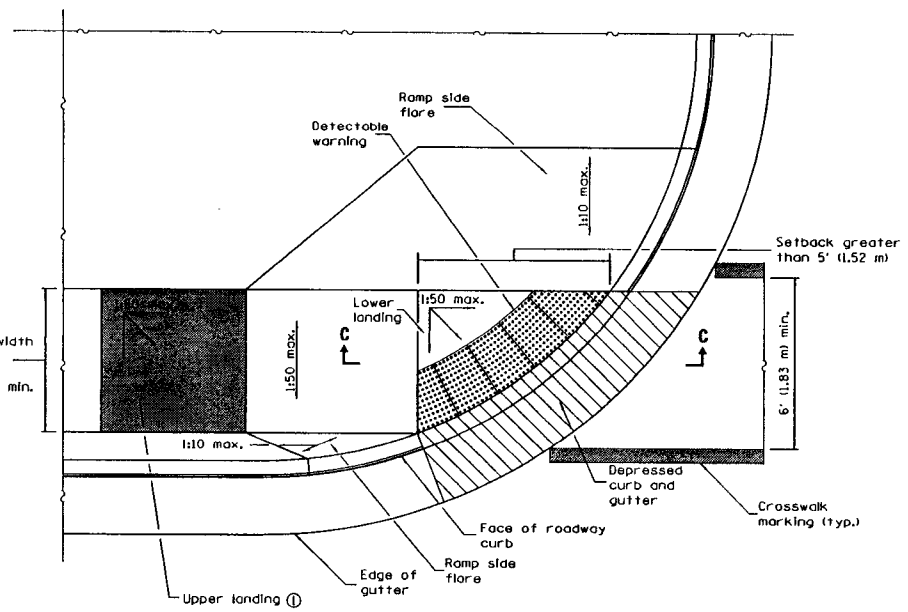 Ramp side
flare
Detectable
warning
1:10 max.
Setback greater
than 5' (1.52 m)
Lower
landing
1:50 max.
width
min.
1:50 max.
C
C
6' (1.83 m) min.
1:10 max.
Depressed
curb and
gutter
Crosswalk
marking (typ.)
Face of roadway
curb
Ramp side
flare
Edge of
gutter
Upper landing ①